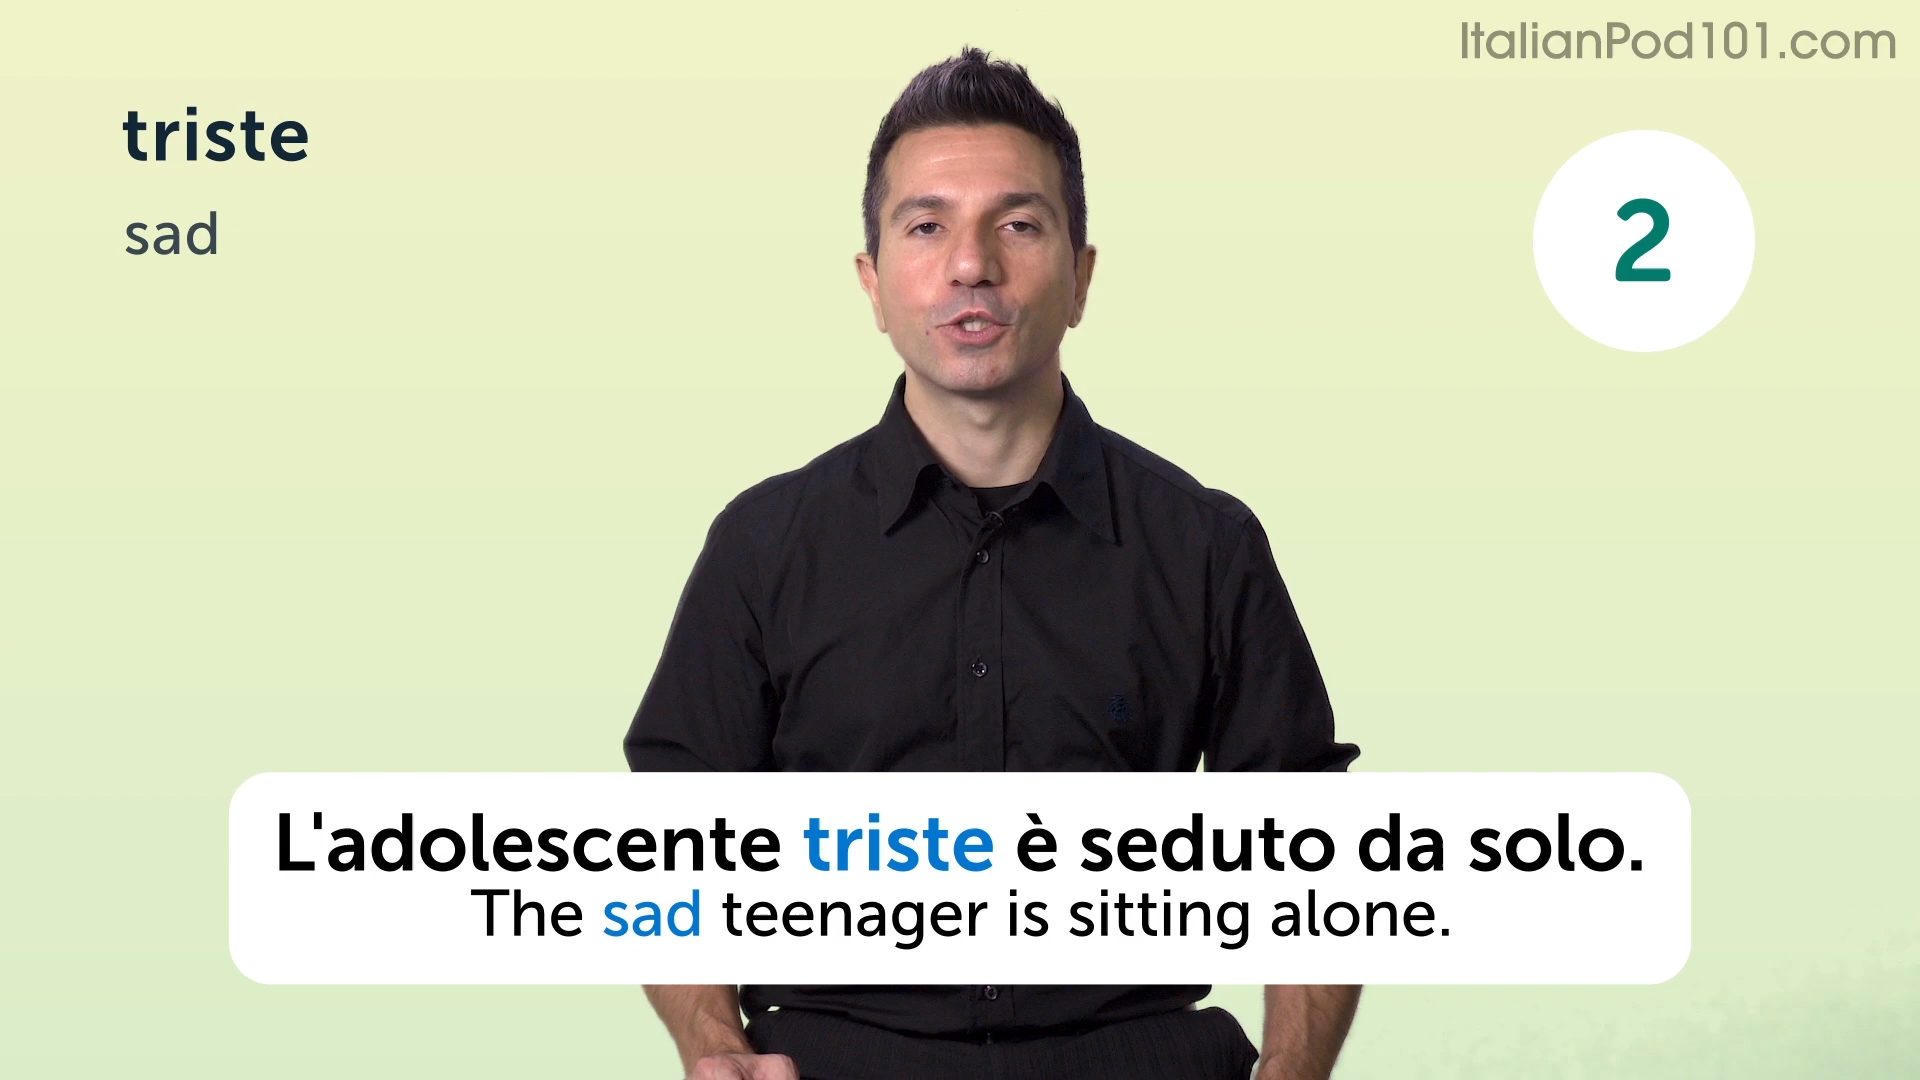 ItalianPod101.com
triste
sad
2
L'adolescente triste è seduto da solo.
The sad teenager is sitting alone.